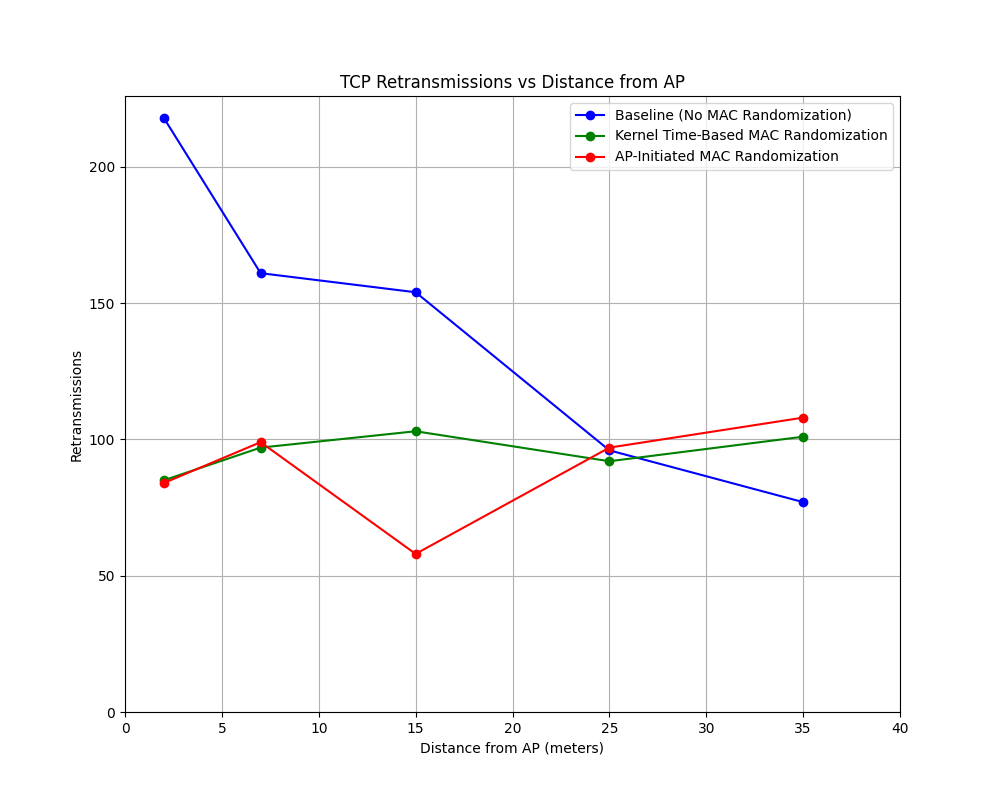 TCP Retransmissions vs Distance from AP
Baseline (No MAC Randomization)
Kernel Time-Based MAC Randomization
AP-Initiated MAC Randomization
200
150
100
50
0
Retransmissions
0 5 10 15 20 25 30 35 40
Distance from AP (meters)